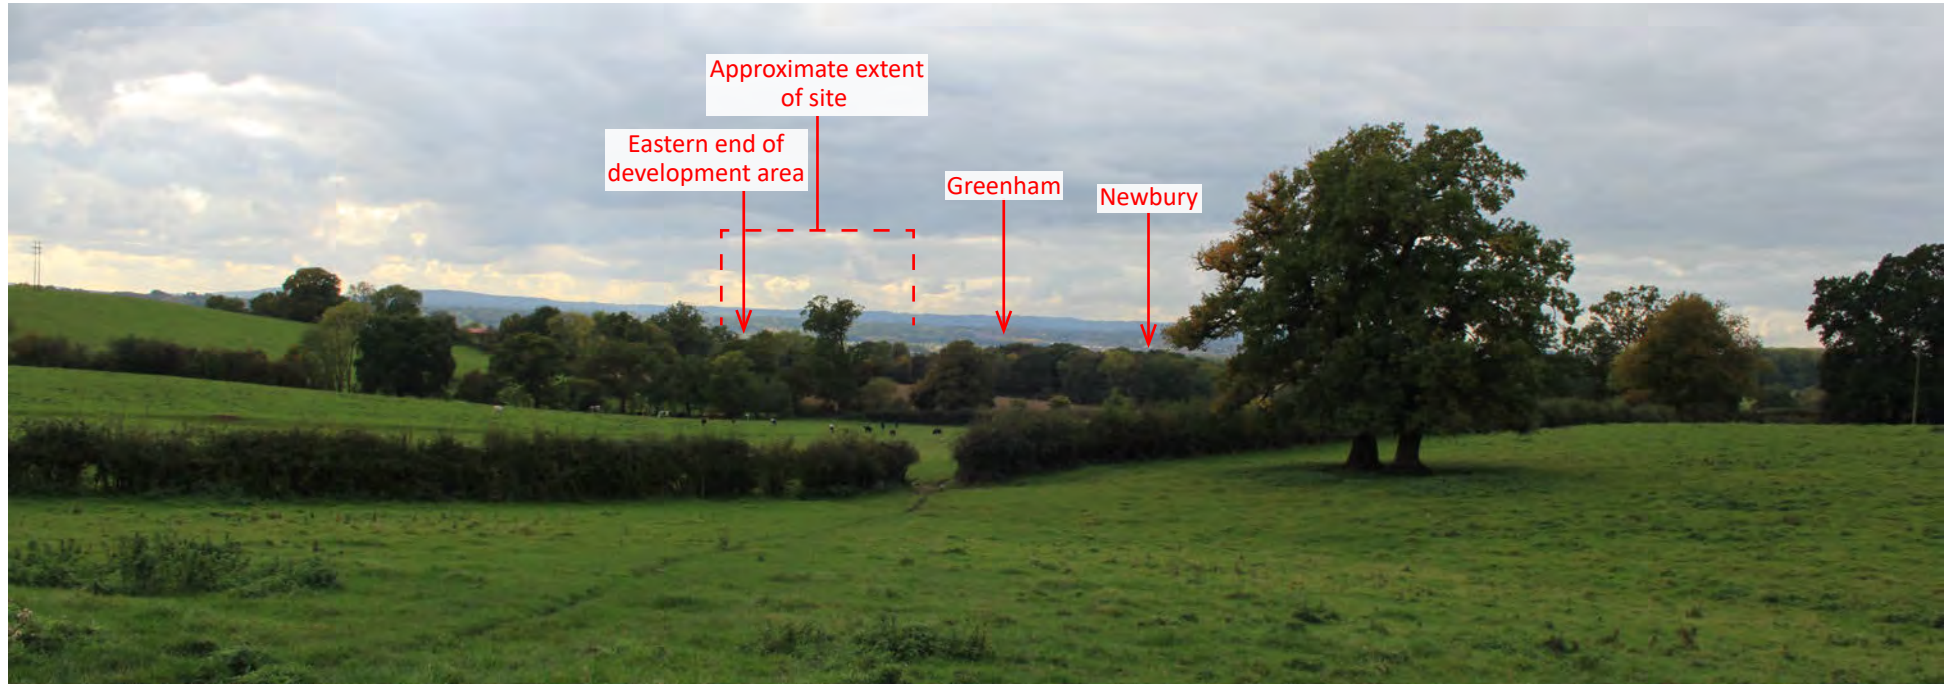 Approximate extent
of site
Eastern end of
development area
Greenham
Newbury